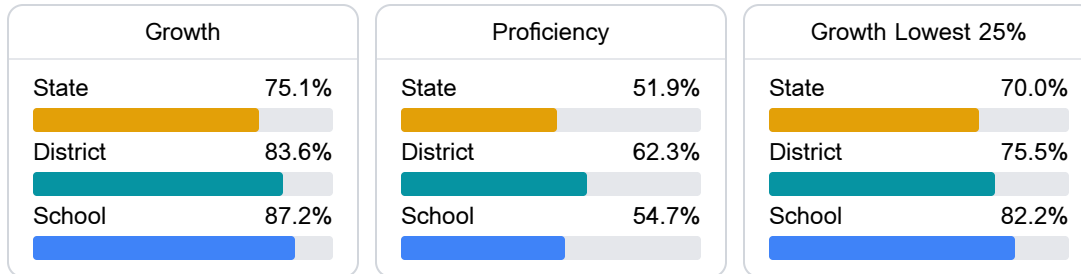 Growth
State 75.1%
District 83.6%
School 87.2%
Proficiency
State 51.9%
District 62.3%
School 54.7%
Growth Lowest 25%
State 70.0%
District 75.5%
School 82.2%